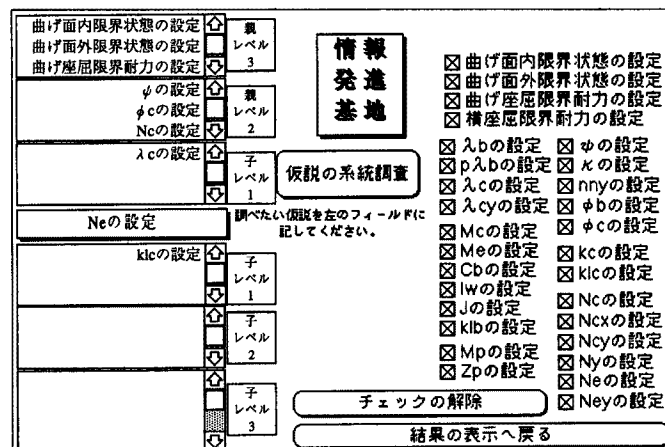 曲げ面内限界状態の設定
曲げ面外限界状態の設定
曲げ座屈限界耐力の設定
親
レベル
3
ψの設定
φcの設定
Ncの設定
親
レベル
2
λcの設定
子
レベル
1
Neの設定
klcの設定
子
レベル
1
子
レベル
2
子
レベル
3
情報
発進
基地
仮説の系統調査
調べたい仮説を左のフィールドに
記してください。
曲げ面内限界状態の設定
曲げ面外限界状態の設定
曲げ座屈限界耐力の設定
横座屈限界耐力の設定
λbの設定
pλbの設定
λcの設定
λcyの設定
Mcの設定
Meの設定
Cbの設定
Iwの設定
Jの設定
klbの設定
Mpの設定
Zpの設定
ψの設定
κの設定
nnyの設定
φbの設定
φcの設定
kcの設定
klcの設定
Ncの設定
Ncxの設定
Ncyの設定
Nyの設定
Neの設定
Neyの設定
チェックの解除
結果の表示へ戻る